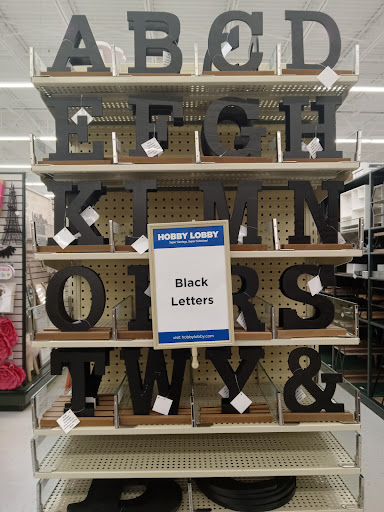 A B C D
E F G H
K I M N
HOBBY LOBBY
Black
Letters
visit hobbylobby.com
O R S
T W Y &